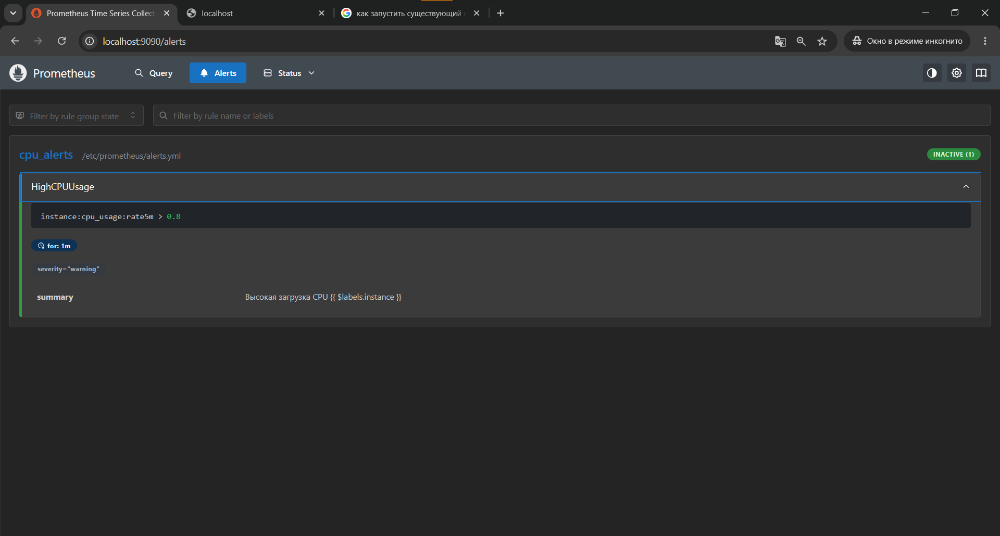 Prometheus Time Series Collect
localhost
как запустить существующий
localhost:9090/alerts
Окно в режиме инкогнито
Prometheus
Query
Alerts
Status
Filter by rule group state
Filter by rule name or labels
cpu_alerts
/etc/prometheus/alerts.yml
INACTIVE (1)
HighCPUUsage
instance:cpu_usage:rate5m > 0.8
for: 1m
severity="warning"
summary
Высокая загрузка CPU {{ $labels.instance }}